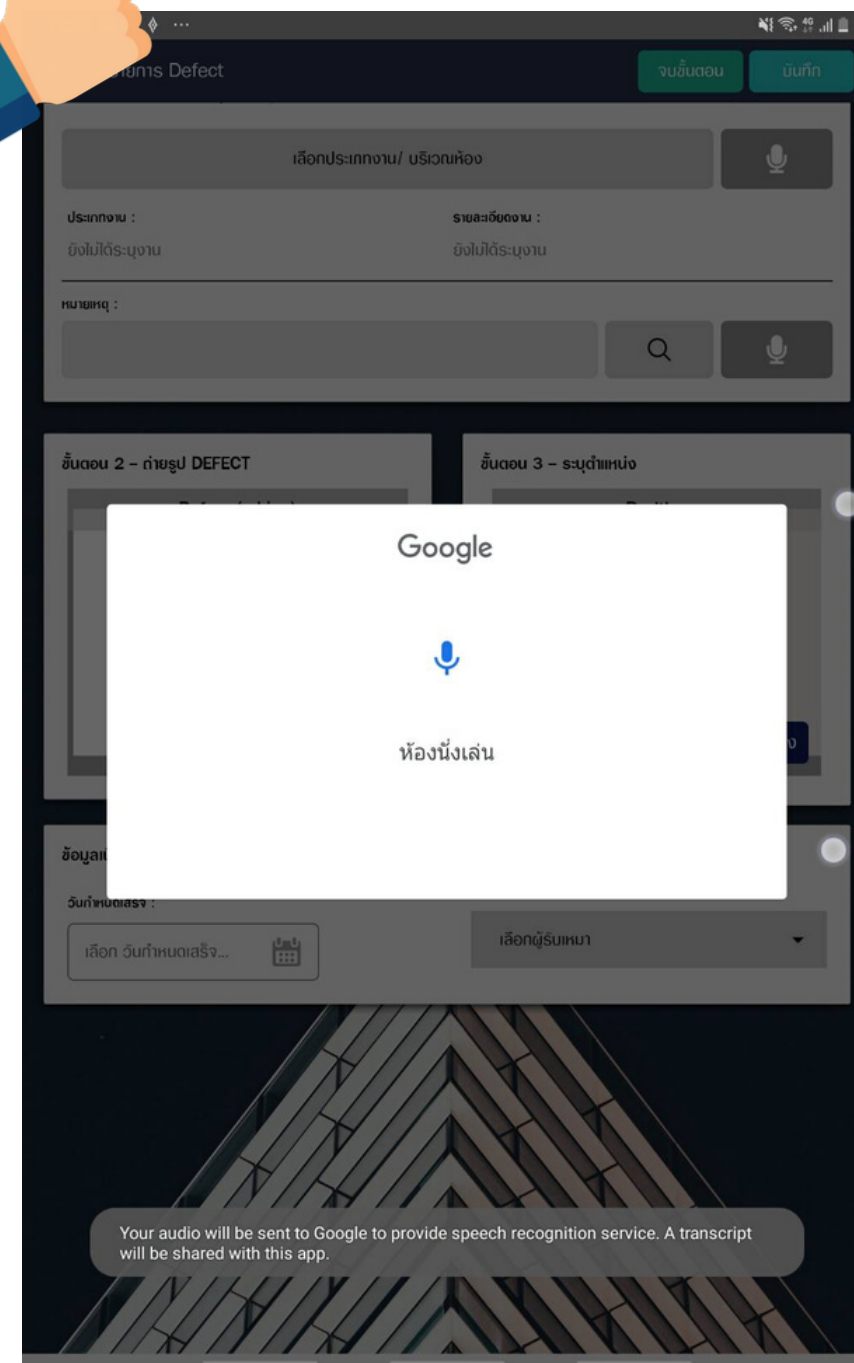 4G
รายการ Defect
จบขั้นตอน
บันทึก
เลือกประเภทงาน/ บริเวณห้อง
ประเภทงาน :
รายละเอียดงาน :
ยังไม่ได้ระบุงาน
ยังไม่ได้ระบุงาน
หมายเหตุ :
ขั้นตอน 2 – ถ่ายรูป DEFECT
ขั้นตอน 3 – ระบุตำแหน่ง
Google
ห้องนั่งเล่น
วันกำหนดเสร็จ :
เลือก วันกำหนดเสร็จ...
เลือกผู้รับเหมา
Your audio will be sent to Google to provide speech recognition service. A transcript
will be shared with this app.